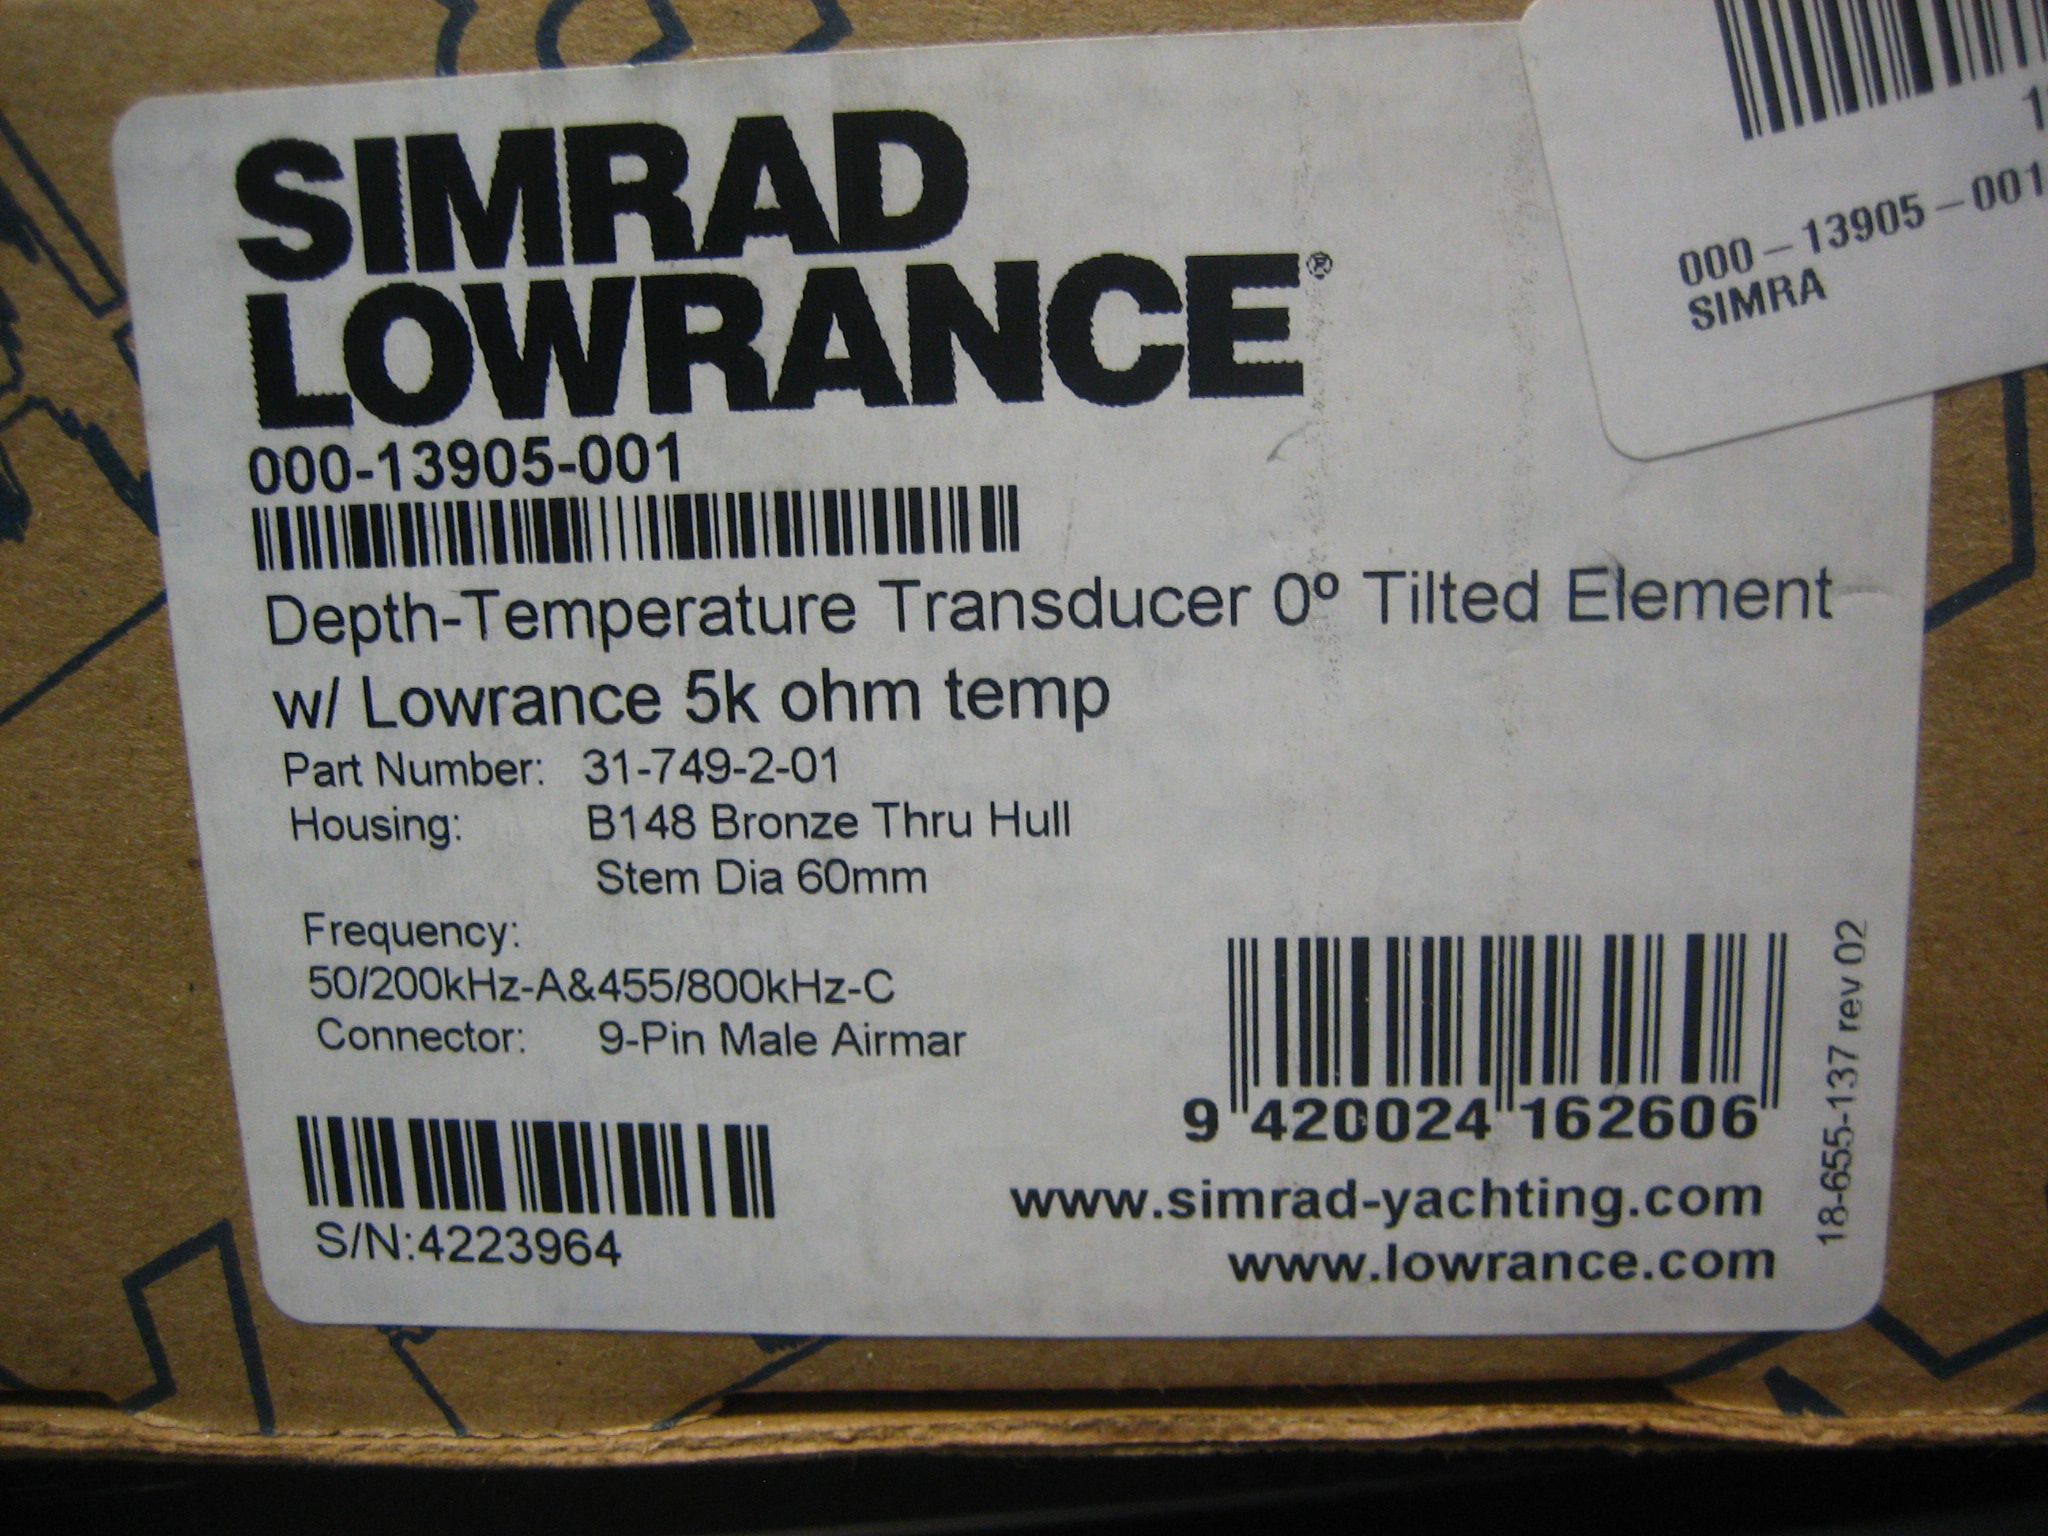 SIMRAD
LOWRANCE®
000-13905-001
Depth-Temperature Transducer 0º Tilted Element
w/ Lowrance 5k ohm temp
Part Number: 31-749-2-01
Housing: B148 Bronze Thru Hull
Stem Dia 60mm
Frequency:
50/200kHz-A&455/800kHz-C
Connector: 9-Pin Male Airmar
S/N:4223964
9 420024 162606
www.simrad-yachting.com
www.lowrance.com
18-655-137 rev 02
000-13905-001
SIMRA